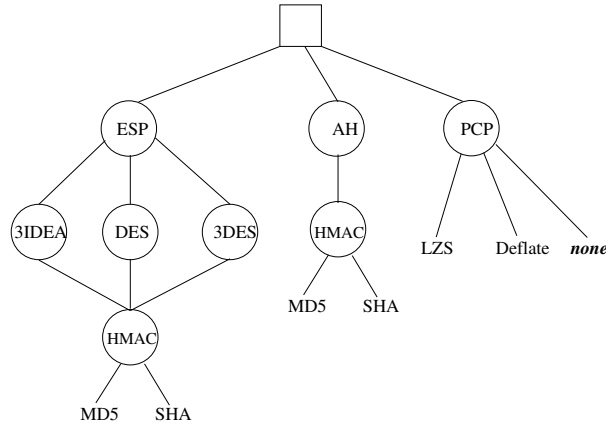 ESP AH PCP
3IDEA DES 3DES HMAC LZS Deflate none
MD5 SHA
HMAC
MD5 SHA